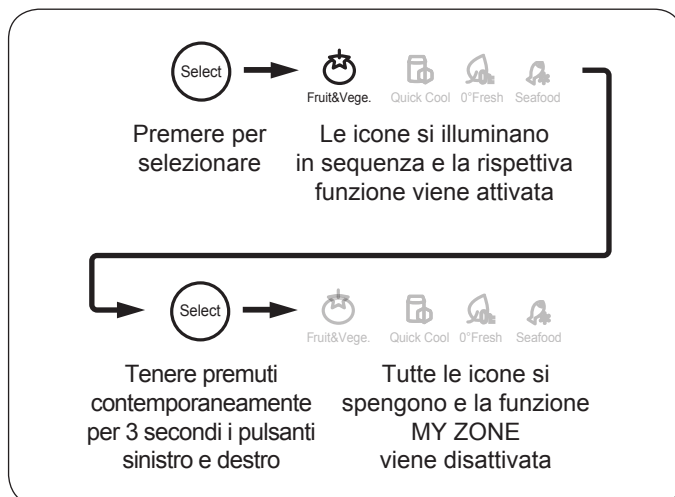 Select
Fruit&Vege. Quick Cool 0°Fresh Seafood
Premere per
selezionare
Le icone si illuminano
in sequenza e la rispettiva
funzione viene attivata
Select
Fruit&Vege. Quick Cool 0°Fresh Seafood
Tenere premuti
contemporaneamente
per 3 secondi i pulsanti
sinistro e destro
Tutte le icone si
spengono e la funzione
MY ZONE
viene disattivata